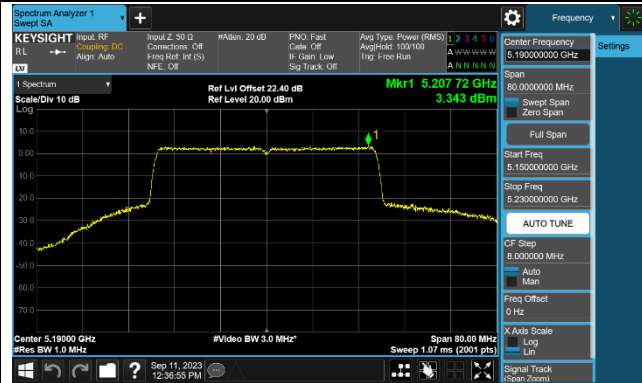 Spectrum Analyzer 1
Swept SA
Frequency
KEYSIGHT
RL
LXI
Input: RF
Coupling: DC
Align: Auto
Input Z: 50 Ω
Corrections: Off
Freq Ref: Int (S)
NFE: Off
#Atten: 20 dB
PNO: Fast
Gate: Off
IF Gain: Low
Sig Track: Off
Avg Type: Power (RMS)
Avg|Hold: 100/100
Trig: Free Run
1 2 3 4 5 6
A W W W W W
A N N N N N
1 Spectrum
Scale/Div 10 dB
Log
Ref Lvl Offset 22.40 dB
Ref Level 20.00 dBm
Mkr1 5.207 72 GHz
3.343 dBm
1
10.0
0.00
-10.0
-20.0
-30.0
-40.0
-50.0
-60.0
-70.0
Center 5.19000 GHz
#Res BW 1.0 MHz
#Video BW 3.0 MHz*
Span 80.00 MHz
Sweep 1.07 ms (2001 pts)
Center Frequency
5.190000000 GHz
Span
80.0000000 MHz
Swept Span
Zero Span
Full Span
Start Freq
5.150000000 GHz
Stop Freq
5.230000000 GHz
AUTO TUNE
CF Step
8.000000 MHz
Auto
Man
Freq Offset
0 Hz
X Axis Scale
Log
Lin
Signal Track
(Span Zoom)
Settings
?
Sep 11, 2023
12:36:55 PM